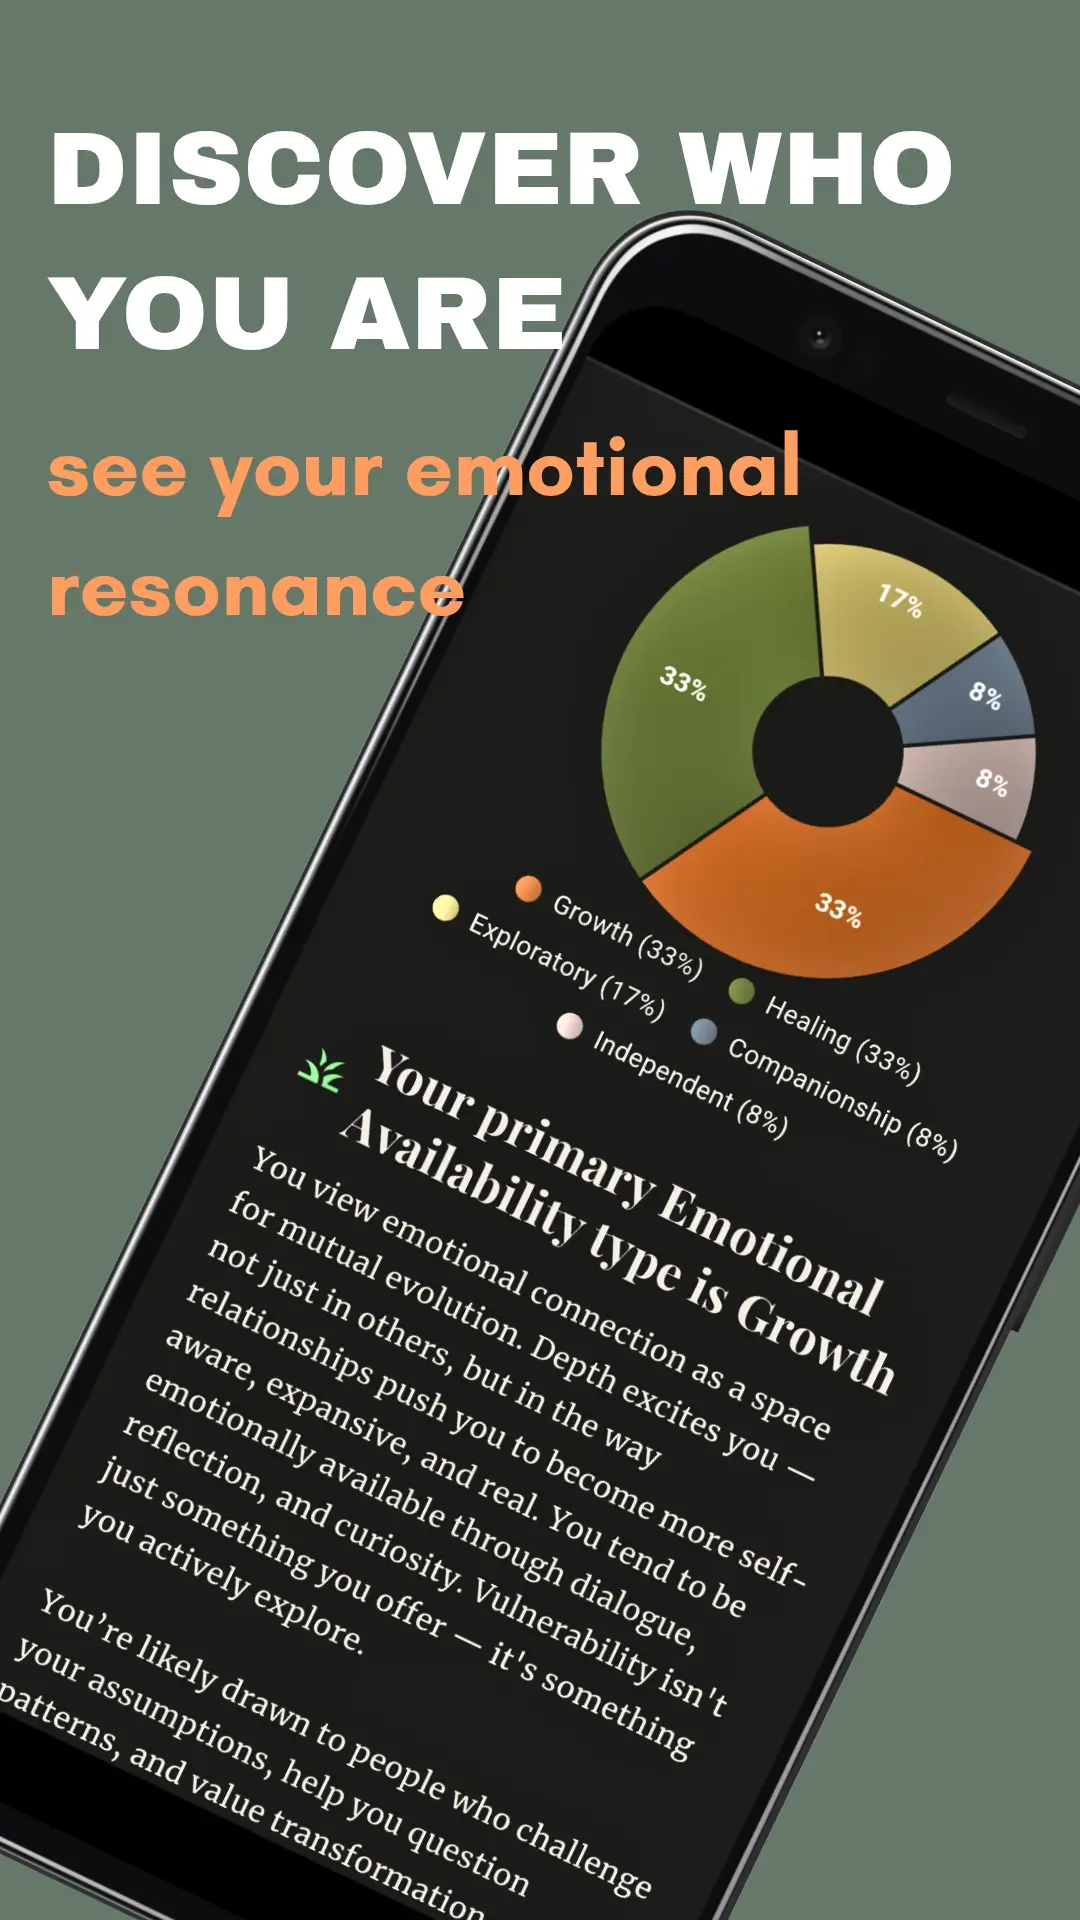 DISCOVER WHO
YOU ARE
see your emotional
resonance
17%
33%
8%
8%
33%
Growth (33%)
Healing (33%)
Exploratory (17%)
Companionship (8%)
Independent (8%)
Your primary Emotional
Availability type is Growth
You view emotional connection as a space
for mutual evolution. Depth excites you —
not just in others, but in the way
relationships push you to become more self-
aware, expansive, and real. You tend to be
emotionally available through dialogue,
reflection, and curiosity. Vulnerability isn't
just something you offer — it's something
you actively explore.
You’re likely drawn to people who challenge
your assumptions, help you question
patterns, and value transformation